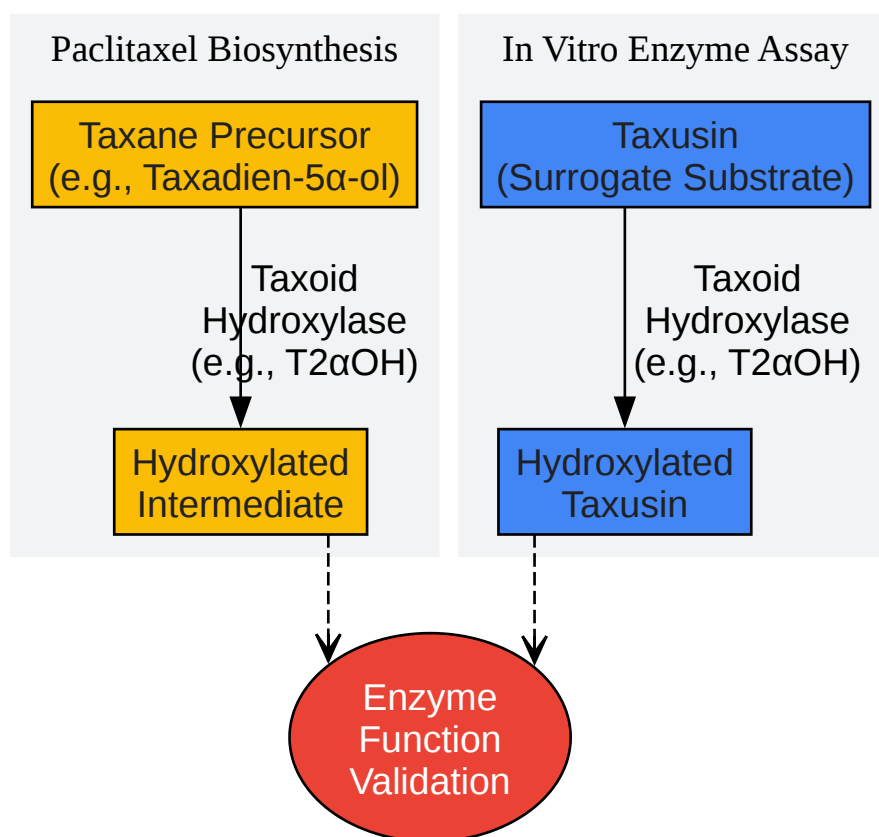 Paclitaxel Biosynthesis
Taxane Precursor
(e.g., Taxadien-5α-ol)
Taxoid
Hydroxylase
(e.g., T2αOH)
Hydroxylated
Intermediate
In Vitro Enzyme Assay
Taxusin
(Surrogate Substrate)
Taxoid
Hydroxylase
(e.g., T2αOH)
Hydroxylated
Taxusin
Enzyme
Function
Validation